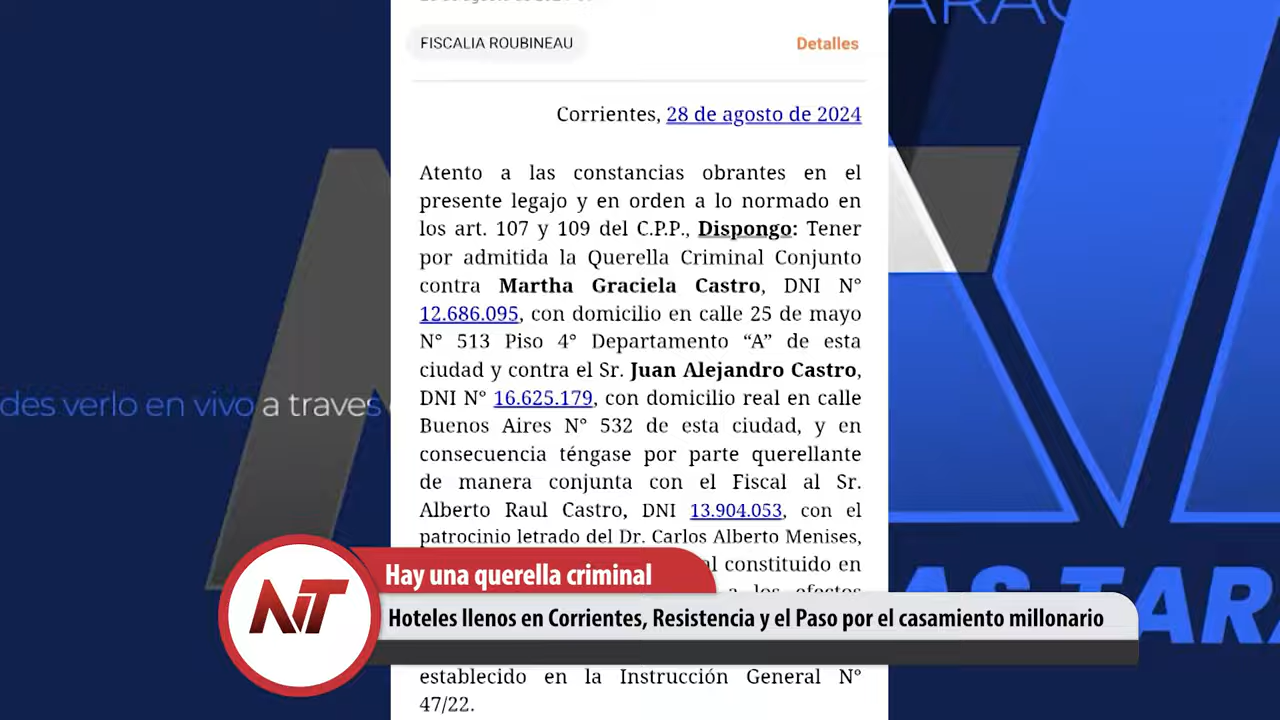 FISCALIA ROUBINEAU
Detalles
Corrientes, 28 de agosto de 2024
Atento a las constancias obrantes en el
presente legajo y en orden a lo normado en
los art. 107 y 109 del C.P.P., Dispongo: Tener
por admitida la Querella Criminal Conjunto
contra Martha Graciela Castro, DNI N°
12.686.095, con domicilio en calle 25 de mayo
N° 513 Piso 4° Departamento “A” de esta
ciudad y contra el Sr. Juan Alejandro Castro,
DNI N° 16.625.179, con domicilio real en calle
Buenos Aires N° 532 de esta ciudad, y en
consecuencia téngase por parte querellante
de manera conjunta con el Fiscal al Sr.
Alberto Raul Castro, DNI 13.904.053, con el
patrocinio letrado del Dr. Carlos Alberto Menises,
constituido en
a los efectos
establecido en la Instrucción General N°
47/22.
des verlo en vivo a traves
NT
Hay una querella criminal
Hoteles llenos en Corrientes, Resistencia y el Paso por el casamiento millonario